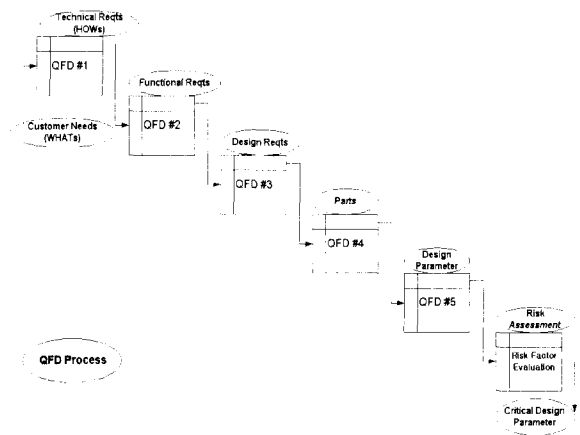 Technical Reqts
(HOWs)
QFD #1
Functional Reqts
Customer Needs
(WHATs)
QFD #2
Design Reqts
QFD #3
Parts
QFD #4
Design
Parameter
QFD #5
Risk
Assessment
QFD Process
Risk Factor
Evaluation
Critical Design
Parameter